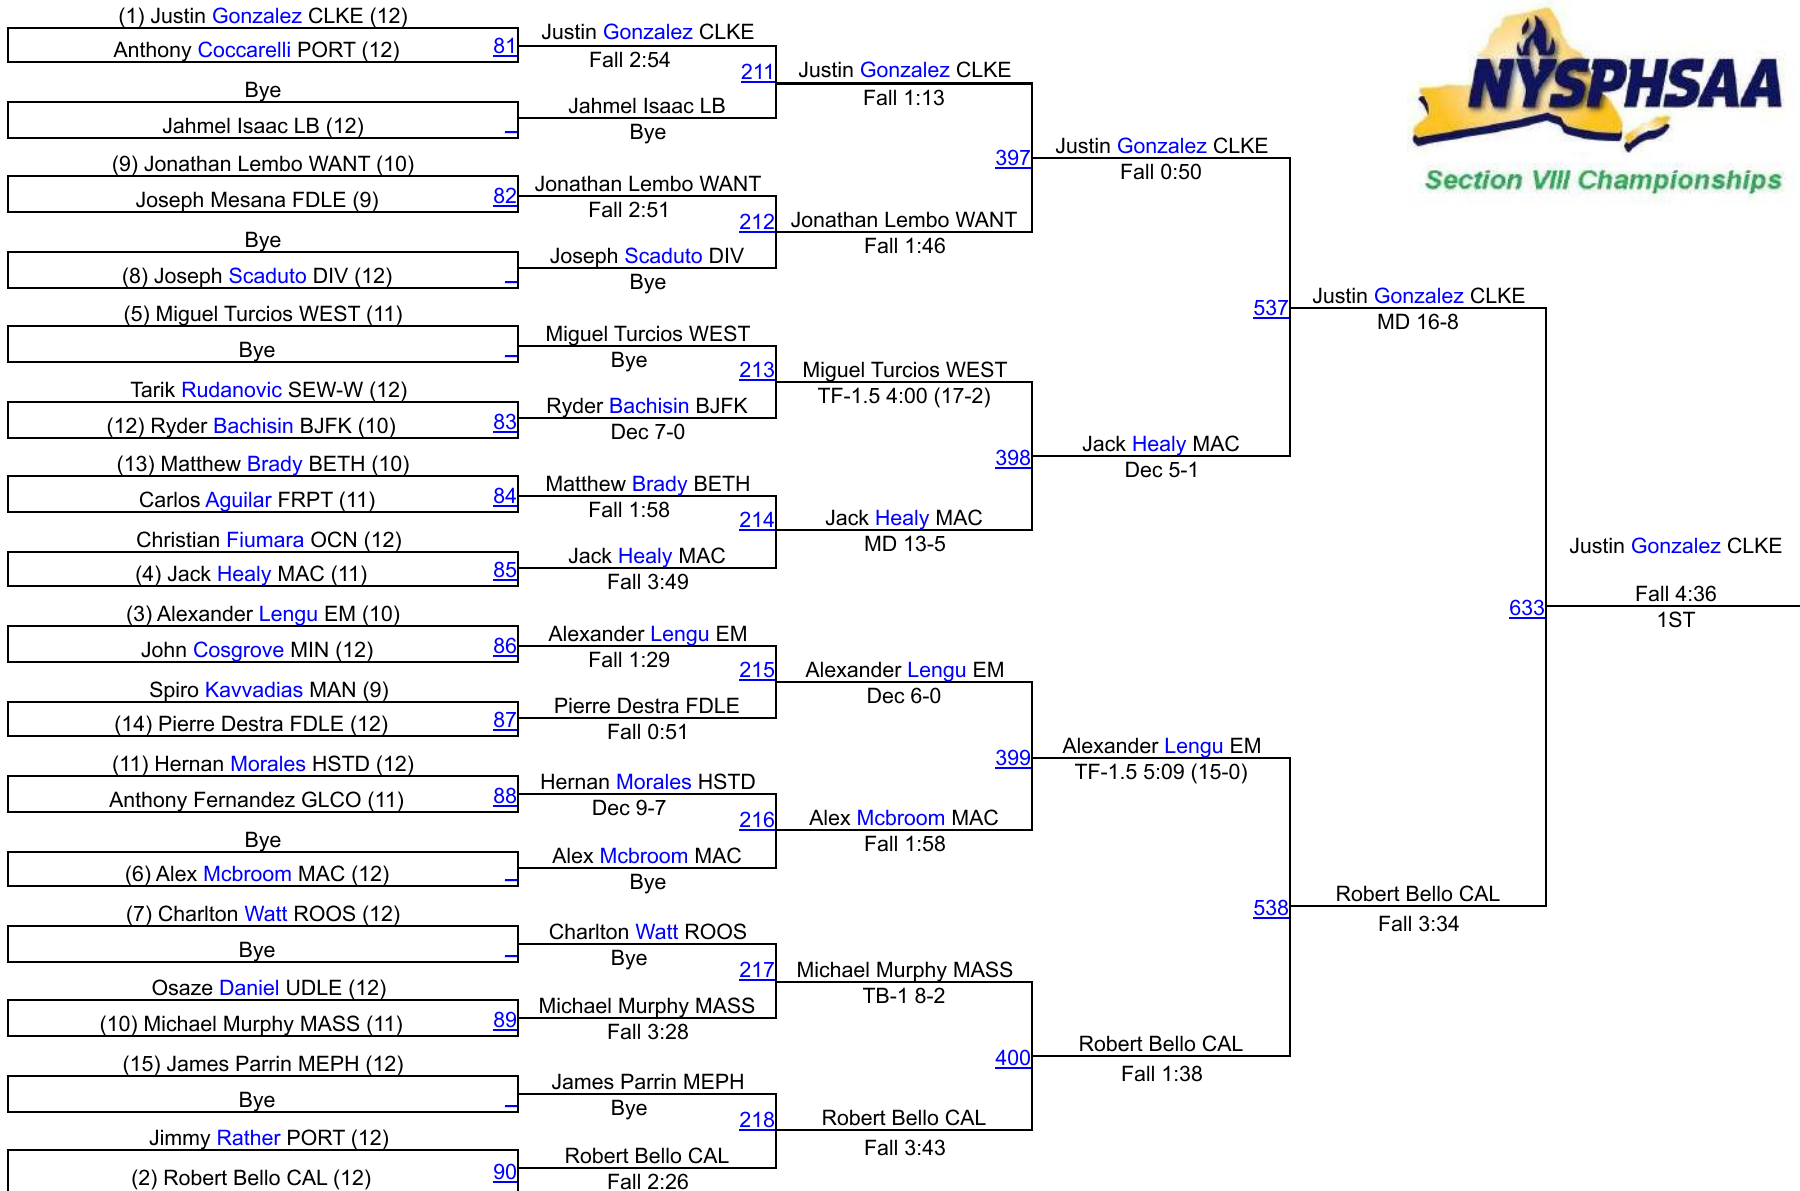 (1) Justin Gonzalez CLKE (12)
Anthony Coccarelli PORT (12)
81
Bye
Jahmel Isaac LB (12)
(9) Jonathan Lembo WANT (10)
Joseph Mesana FDLE (9)
82
Bye
(8) Joseph Scaduto DIV (12)
(5) Miguel Turcios WEST (11)
Bye
Tarik Rudanovic SEW-W (12)
(12) Ryder Bachisin BJFK (10)
83
(13) Matthew Brady BETH (10)
Carlos Aguilar FRPT (11)
84
Christian Fiumara OCN (12)
(4) Jack Healy MAC (11)
85
(3) Alexander Lengu EM (10)
John Cosgrove MIN (12)
86
Spiro Kavvadias MAN (9)
(14) Pierre Destra FDLE (12)
87
(11) Hernan Morales HSTD (12)
Anthony Fernandez GLCO (11)
88
Bye
(6) Alex Mcbroom MAC (12)
(7) Charlton Watt ROOS (12)
Bye
Osaze Daniel UDLE (12)
(10) Michael Murphy MASS (11)
89
(15) James Parrin MEPH (12)
Bye
Jimmy Rather PORT (12)
(2) Robert Bello CAL (12)
90
Justin Gonzalez CLKE
Fall 2:54
211
Jahmel Isaac LB
Bye
Jonathan Lembo WANT
Fall 2:51
212
Joseph Scaduto DIV
Bye
Miguel Turcios WEST
Bye
213
Ryder Bachisin BJFK
Dec 7-0
Matthew Brady BETH
Fall 1:58
214
Jack Healy MAC
Fall 3:49
Alexander Lengu EM
Fall 1:29
215
Pierre Destra FDLE
Fall 0:51
Hernan Morales HSTD
Dec 9-7
216
Alex Mcbroom MAC
Bye
Charlton Watt ROOS
Bye
217
Michael Murphy MASS
Fall 3:28
James Parrin MEPH
Bye
218
Robert Bello CAL
Fall 2:26
Justin Gonzalez CLKE
Fall 1:13
397
Jonathan Lembo WANT
Fall 1:46
Miguel Turcios WEST
TF-1.5 4:00 (17-2)
398
Jack Healy MAC
MD 13-5
Alexander Lengu EM
Dec 6-0
399
Alex Mcbroom MAC
Fall 1:58
Michael Murphy MASS
TB-1 8-2
400
Robert Bello CAL
Fall 3:43
Justin Gonzalez CLKE
Fall 0:50
537
Jack Healy MAC
Dec 5-1
Alexander Lengu EM
TF-1.5 5:09 (15-0)
538
Robert Bello CAL
Fall 1:38
Justin Gonzalez CLKE
MD 16-8
633
Robert Bello CAL
Fall 3:34
Justin Gonzalez CLKE
Fall 4:36
1ST
NYSPHSAA
Section VIII Championships